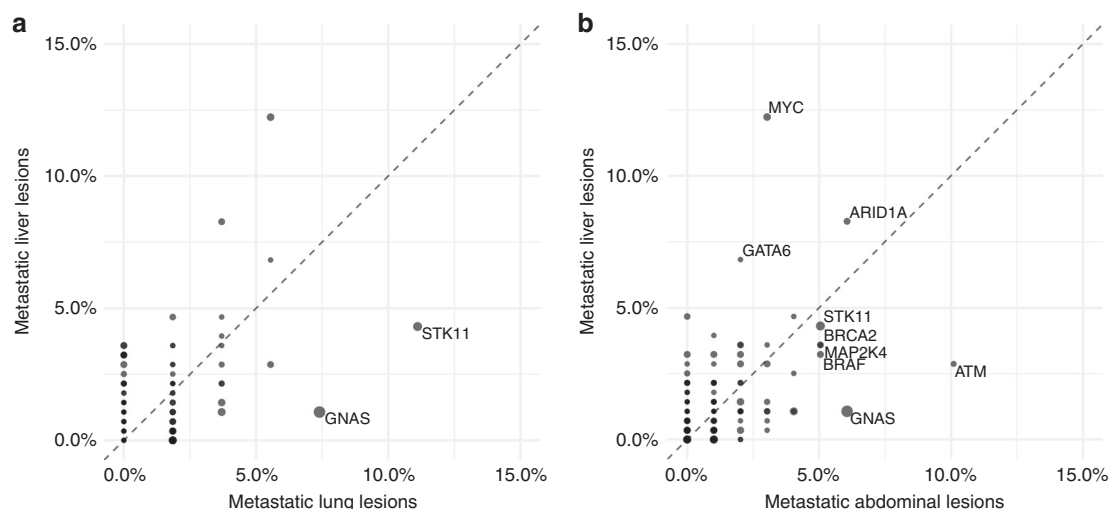 a
15.0%
10.0%
5.0%
0.0%
Metastatic liver lesions
STK11
GNAS
0.0%
5.0%
10.0%
15.0%
Metastatic lung lesions
b
15.0%
10.0%
5.0%
0.0%
Metastatic liver lesions
MYC
ARID1A
GATA6
STK11
BRCA2
MAP2K4
BRAF
ATM
GNAS
0.0%
5.0%
10.0%
15.0%
Metastatic abdominal lesions